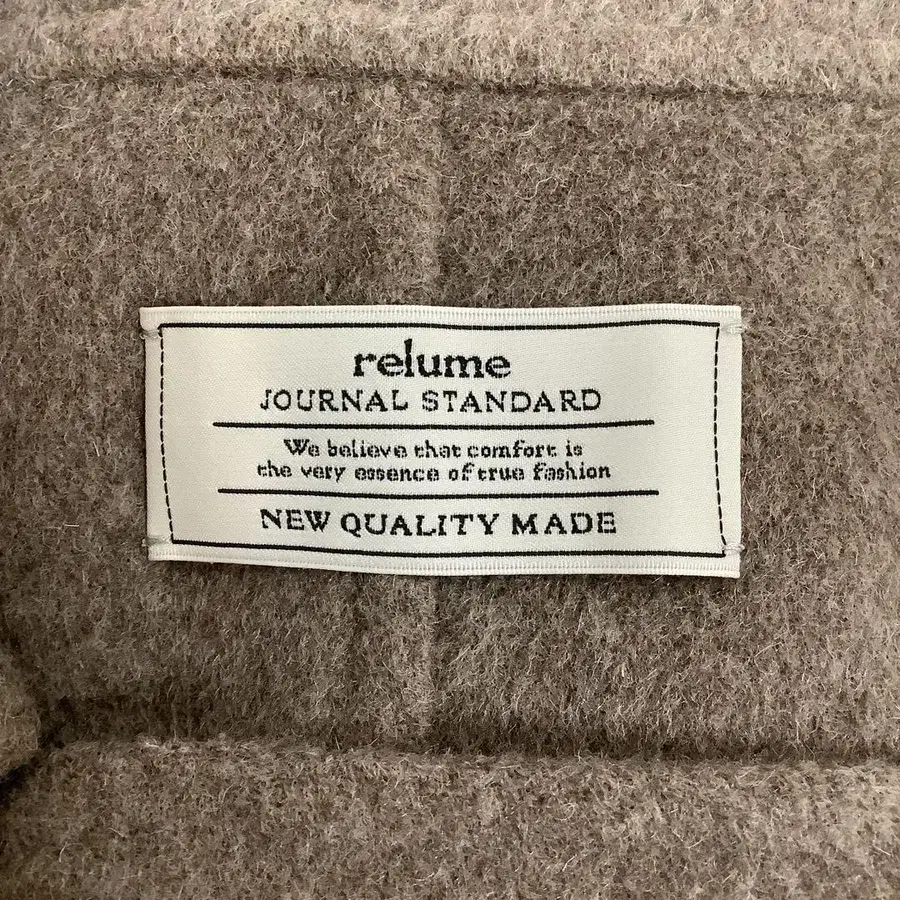 relume
JOURNAL STANDARD
We believe that comfort is
the very essence of true fashion
NEW QUALITY MADE